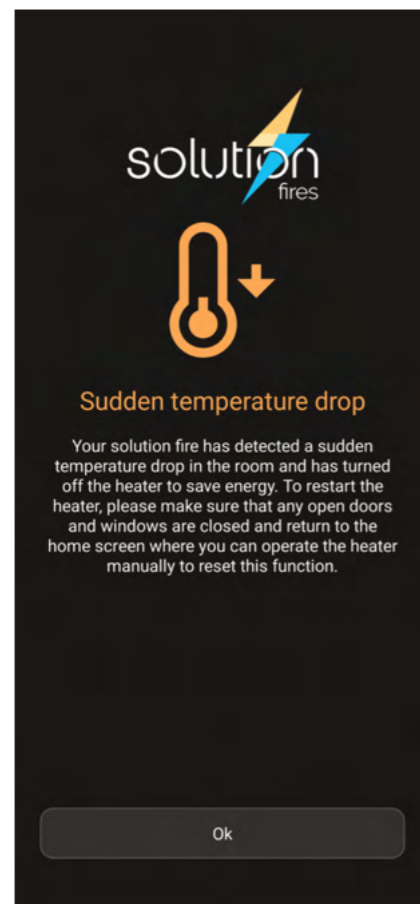 solution
fires
Sudden temperature drop
Your solution fire has detected a sudden
temperature drop in the room and has turned
off the heater to save energy. To restart the
heater, please make sure that any open doors
and windows are closed and return to the
home screen where you can operate the heater
manually to reset this function.
Ok